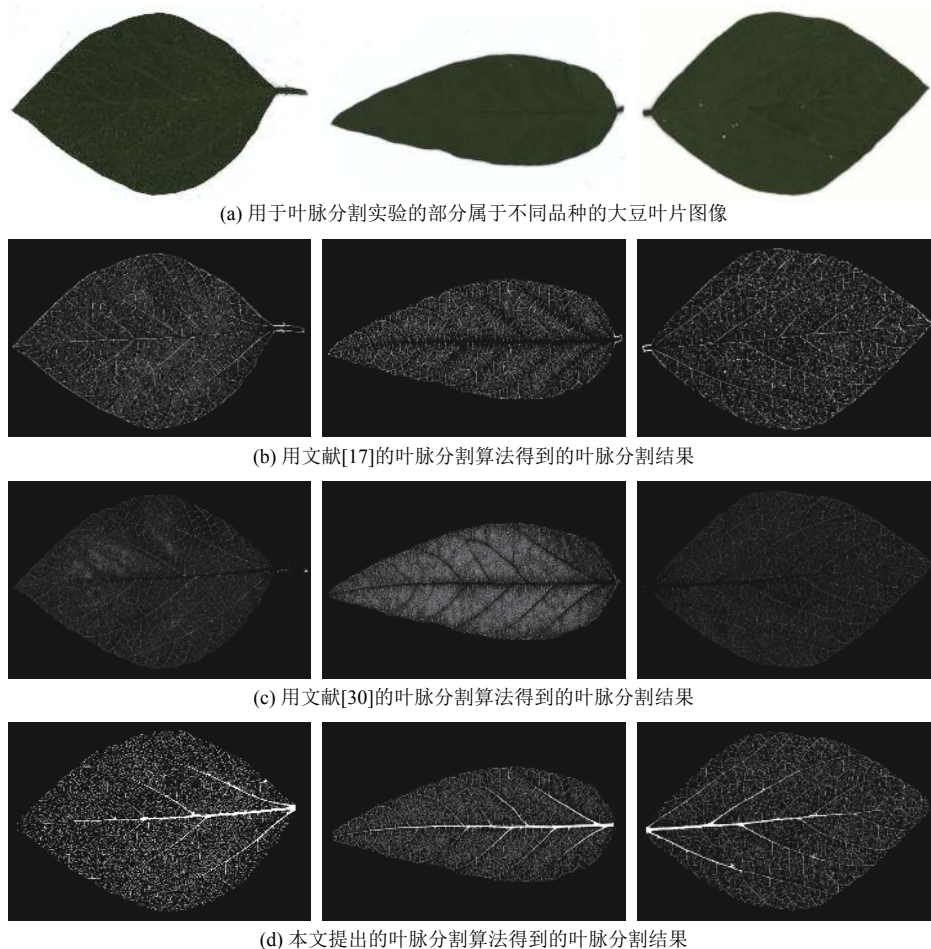 (a) 用于叶脉分割实验的部分属于不同品种的大豆叶片图像
(b) 用文献[17]的叶脉分割算法得到的叶脉分割结果
(c) 用文献[30]的叶脉分割算法得到的叶脉分割结果
(d) 本文提出的叶脉分割算法得到的叶脉分割结果